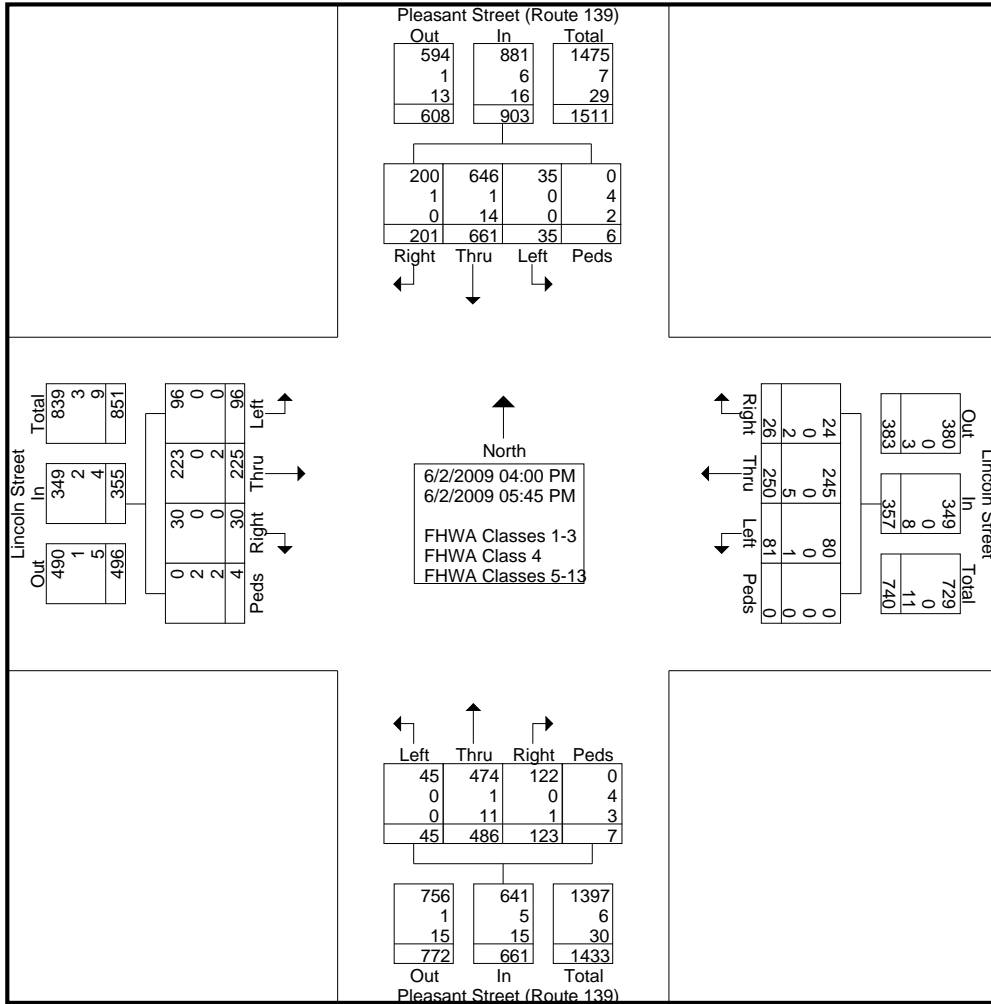 Pleasant Street (Route 139)
Out In Total
594 881 1475
1 6 7
13 16 29
608 903 1511
200 646 35 0
1 1 0 4
0 14 0 2
201 661 35 6
Right Thru Left Peds
Lincoln Street
Total
839 3 9 851
In
349 2 4 355
Out
490 1 5 496
96 0 0 96
Left
223 0 2 225
Thru
30 0 0 30
Right
0 2 2 4
Peds
North
6/2/2009 04:00 PM
6/2/2009 05:45 PM
FHWA Classes 1-3
FHWA Class 4
FHWA Classes 5-13
Right
24 0 2 26
Thru
245 0 5 250
Left
80 0 1 81
Peds
0 0 0 0
Out
380 0 3 383
In
349 0 8 357
Total
729 0 11 740
Lincoln Street
Left Thru Right Peds
45 474 122 0
0 1 0 4
0 11 1 3
45 486 123 7
756 641 1397
1 5 6
15 15 30
772 661 1433
Out In Total
Pleasant Street (Route 139)